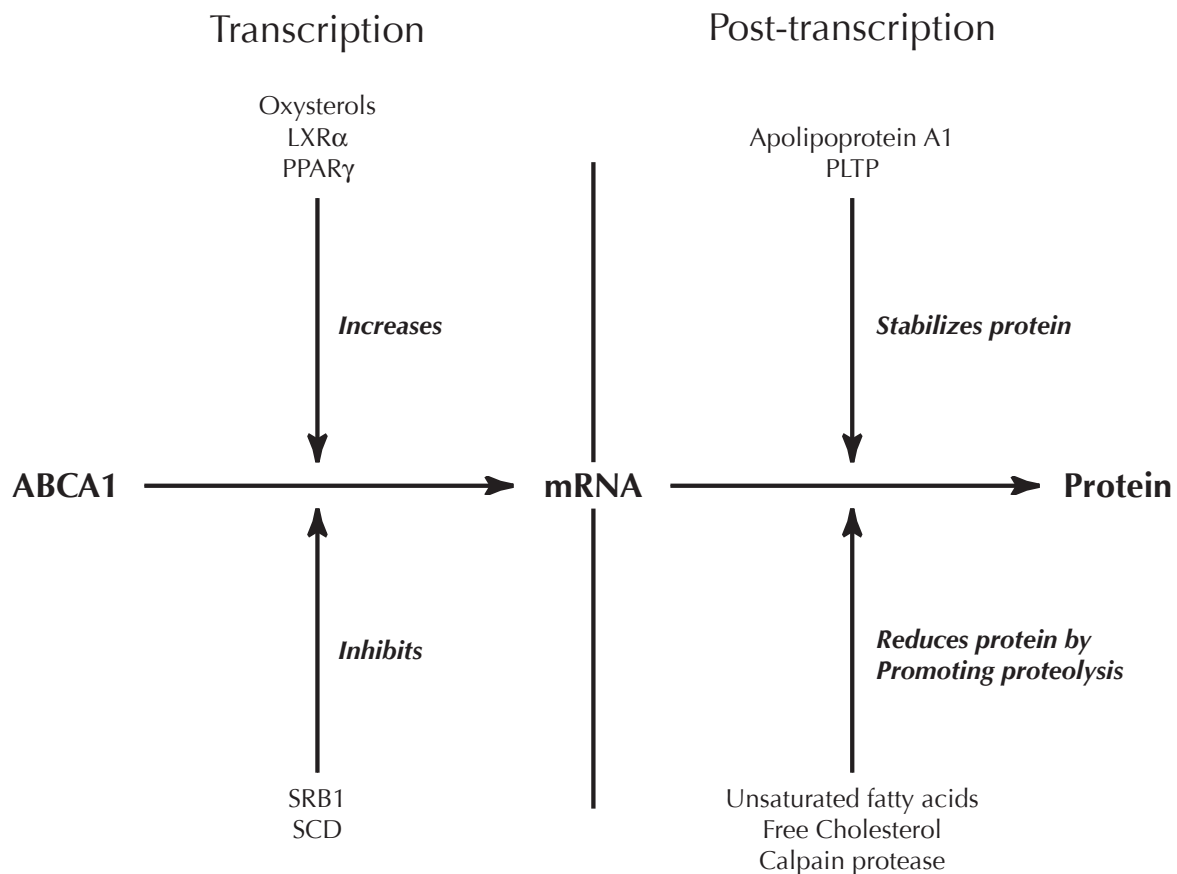 Transcription
Post-transcription
Oxysterols
LXRα
PPARγ
Apolipoprotein A1
PLTP
Increases
Stabilizes protein
ABCA1
mRNA
Protein
Inhibits
Reduces protein by
Promoting proteolysis
SRB1
SCD
Unsaturated fatty acids
Free Cholesterol
Calpain protease